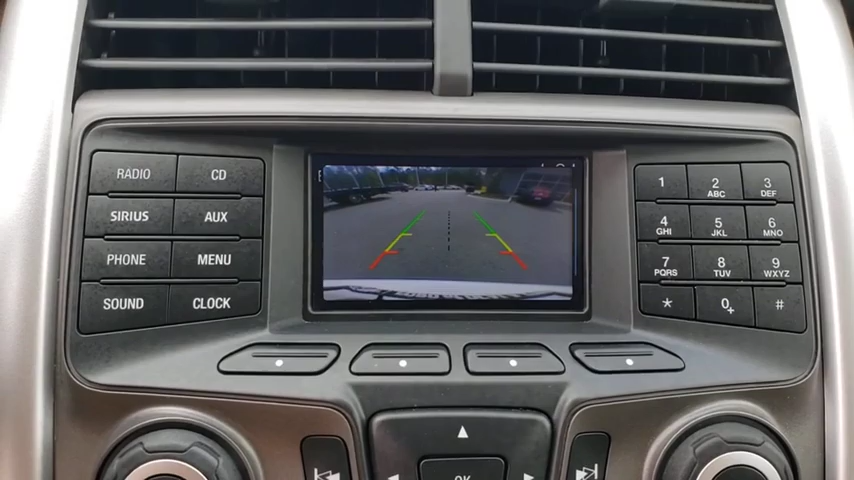 RADIO CD
SIRIUS AUX
PHONE MENU
SOUND CLOCK
1 2 ABC 3 DEF
4 GHI 5 JKL 6 MNO
7 PQRS 8 TUV 9 WXYZ
* 0+ #
OK